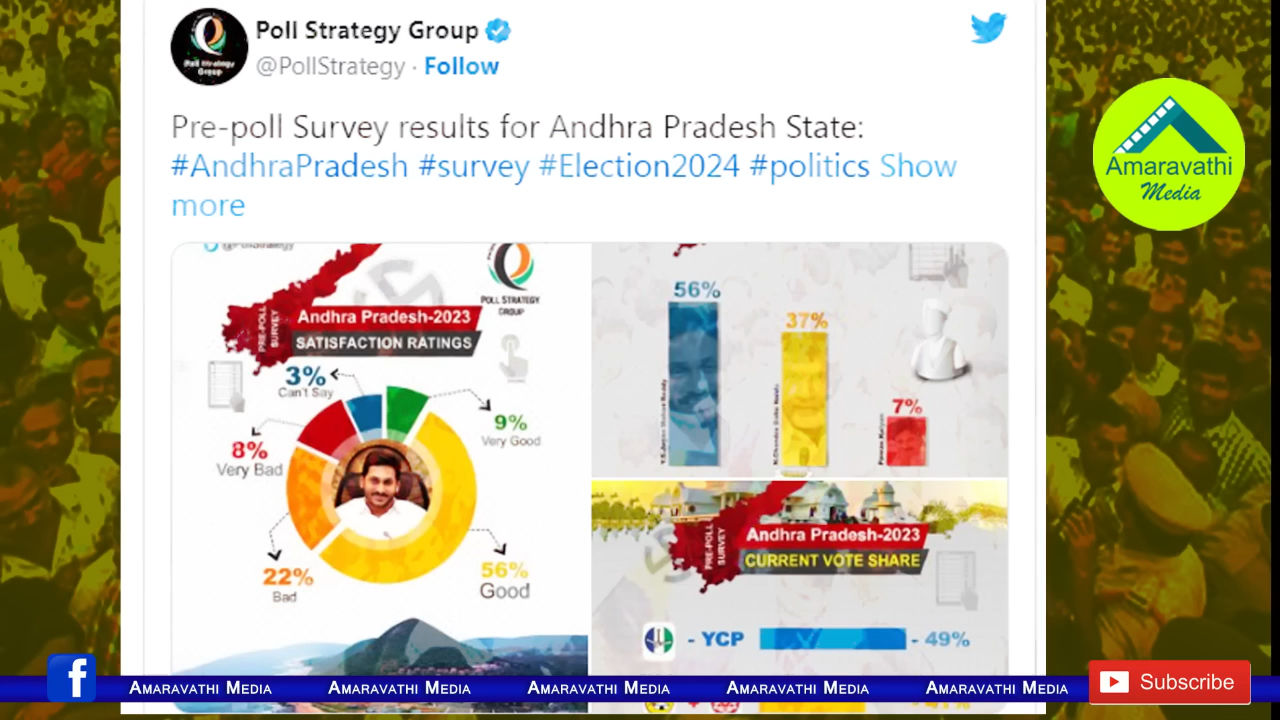 Poll Strategy Group
@PollStrategy · Follow
Pre-poll Survey results for Andhra Pradesh State:
#AndhraPradesh #survey #Election2024 #politics Show
more
Amaravathi
Media
@PollStrategy
POLL STRATEGY
GROUP
PRE-POLL
SURVEY
Andhra Pradesh-2023
SATISFACTION RATINGS
3%
Can't Say
9%
Very Good
8%
Very Bad
22%
Bad
56%
Good
56%
37%
7%
PRE-POLL
SURVEY
Andhra Pradesh-2023
CURRENT VOTE SHARE
- YCP
- 49%
- 41%
f
AMARAVATHI MEDIA
AMARAVATHI MEDIA
AMARAVATHI MEDIA
AMARAVATHI MEDIA
AMARAVATHI MEDIA
Subscribe